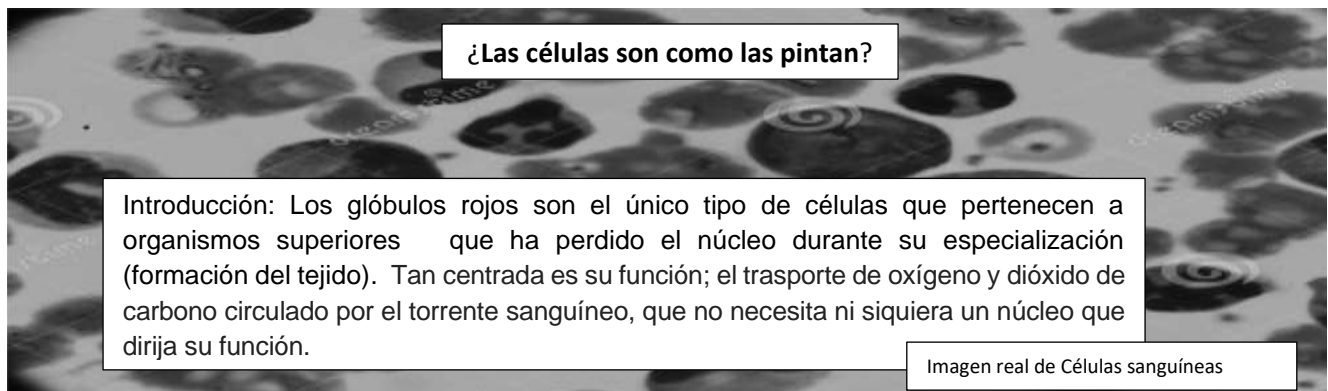 ¿Las células son como las pintan?
Introducción: Los glóbulos rojos son el único tipo de células que pertenecen a
organismos superiores que ha perdido el núcleo durante su especialización
(formación del tejido). Tan centrada es su función; el trasporte de oxígeno y dióxido de
carbono circulado por el torrente sanguíneo, que no necesita ni siquiera un núcleo que
dirija su función.
Imagen real de Células sanguíneas